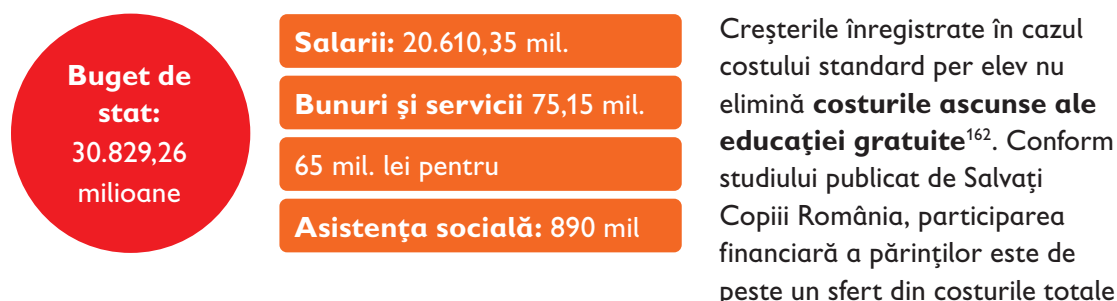 Buget de
stat:
30.829,26
milioane
Salarii: 20.610,35 mil.
Bunuri și servicii 75,15 mil.
65 mil. lei pentru
Asistența socială: 890 mil
Creșterile înregistrate în cazul
costului standard per elev nu
elimină costurile ascunse ale
educației gratuite162. Conform
studiului publicat de Salvați
Copiii România, participarea
financiară a părinților este de
peste un sfert din costurile totale